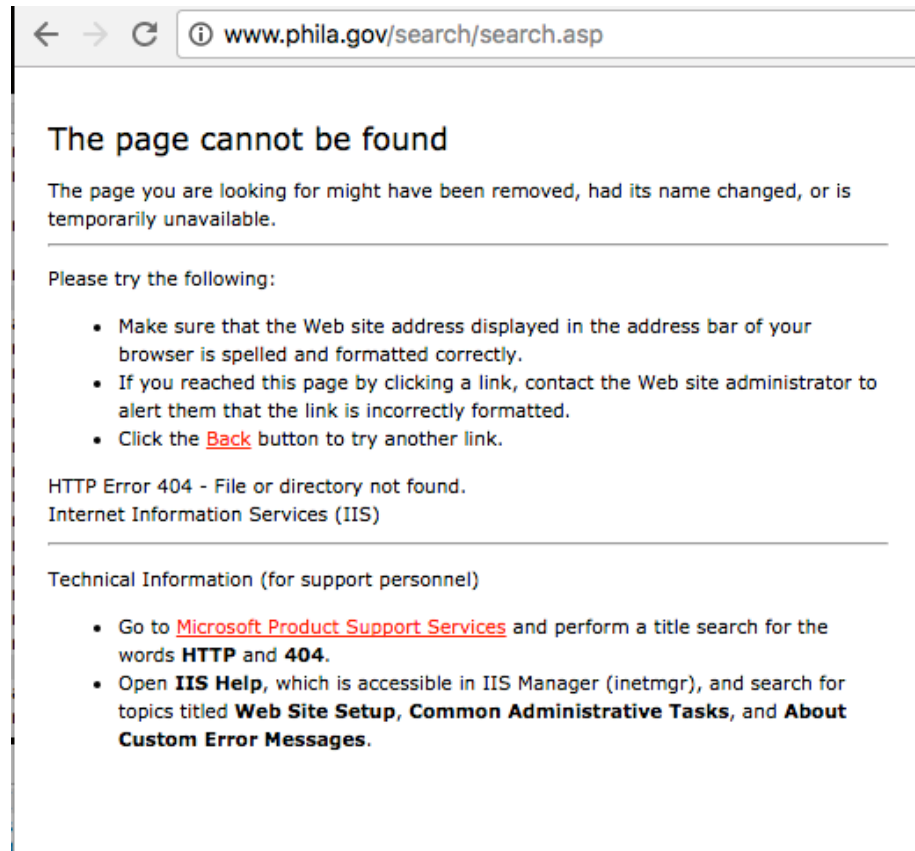 www.phila.gov/search/search.asp
The page cannot be found
The page you are looking for might have been removed, had its name changed, or is
temporarily unavailable.
Please try the following:
• Make sure that the Web site address displayed in the address bar of your
browser is spelled and formatted correctly.
• If you reached this page by clicking a link, contact the Web site administrator to
alert them that the link is incorrectly formatted.
• Click the Back button to try another link.
HTTP Error 404 - File or directory not found.
Internet Information Services (IIS)
Technical Information (for support personnel)
• Go to Microsoft Product Support Services and perform a title search for the
words HTTP and 404.
• Open IIS Help, which is accessible in IIS Manager (inetmgr), and search for
topics titled Web Site Setup, Common Administrative Tasks, and About
Custom Error Messages.